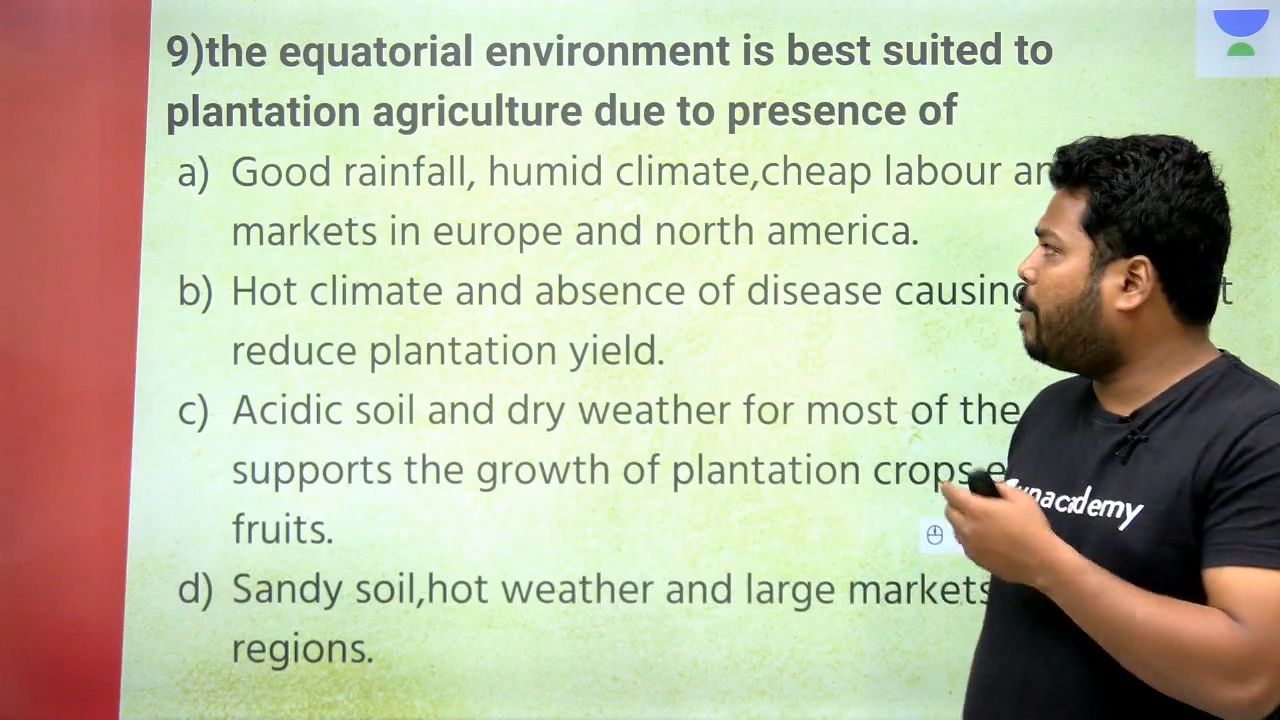 9)the equatorial environment is best suited to
plantation agriculture due to presence of
a) Good rainfall, humid climate,cheap labour
markets in europe and north america.
b) Hot climate and absence of disease causing
reduce plantation yield.
c) Acidic soil and dry weather for most of the
supports the growth of plantation crops
fruits.
d) Sandy soil,hot weather and large markets
regions.
unacademy